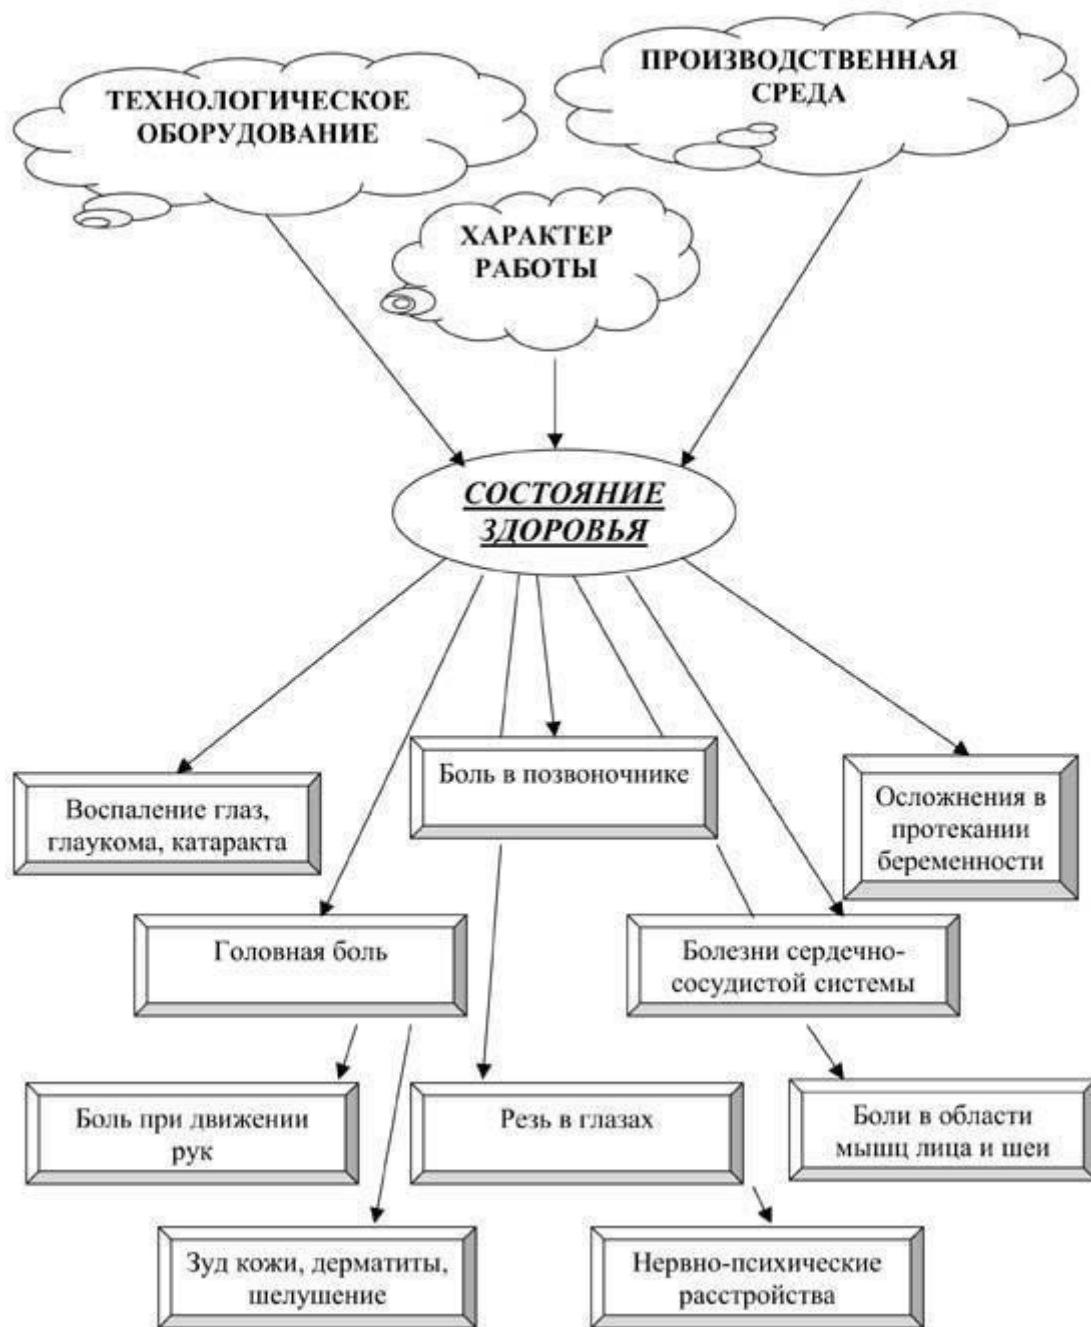 ТЕХНОЛОГИЧЕСКОЕ
ОБОРУДОВАНИЕ
ПРОИЗВОДСТВЕННАЯ
СРЕДА
ХАРАКТЕР
РАБОТЫ
СОСТОЯНИЕ
ЗДОРОВЬЯ
Воспаление глаз,
глаукома, катаракта
Боль в позвоночнике
Осложнения в
протекании
беременности
Головная боль
Болезни сердечно-
сосудистой системы
Боль при движении
рук
Резь в глазах
Боли в области
мышц лица и шеи
Зуд кожи, дерматиты,
шелушение
Нервно-психические
расстройства